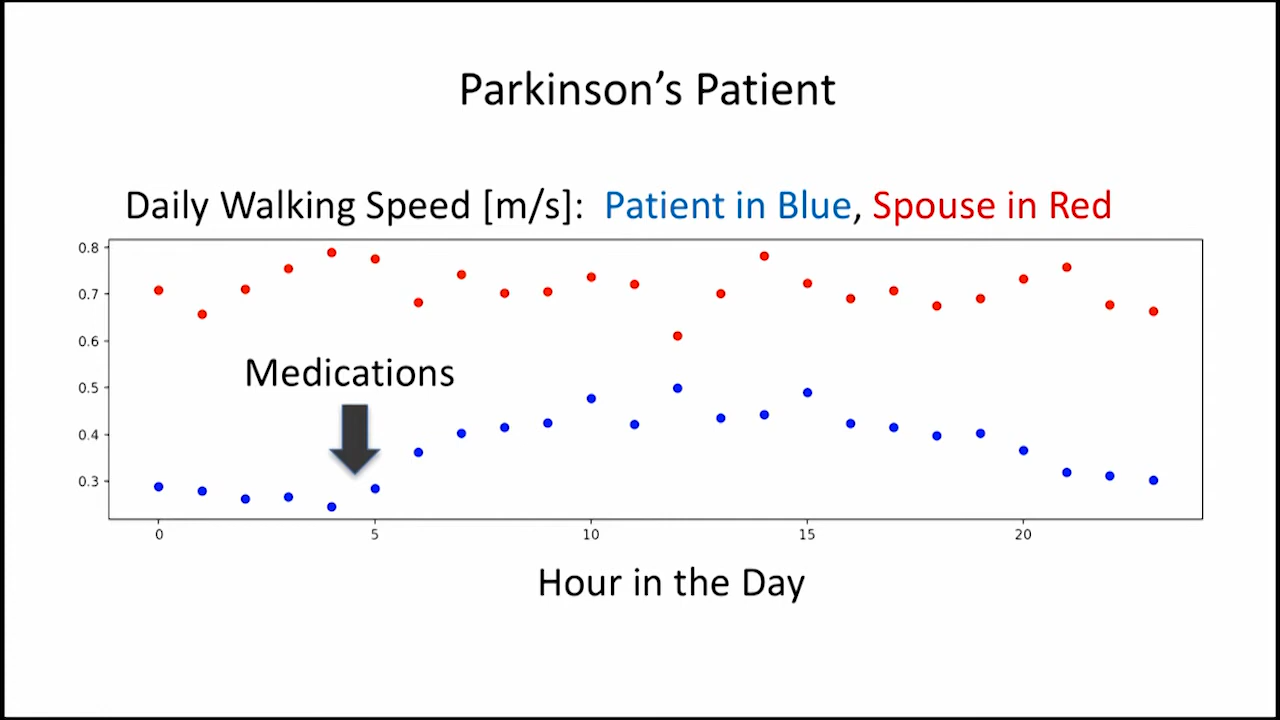 Parkinson’s Patient
Daily Walking Speed [m/s]: Patient in Blue, Spouse in Red
0.8
0.7
0.6
0.5
0.4
0.3
Medications
0 5 10 15 20
Hour in the Day